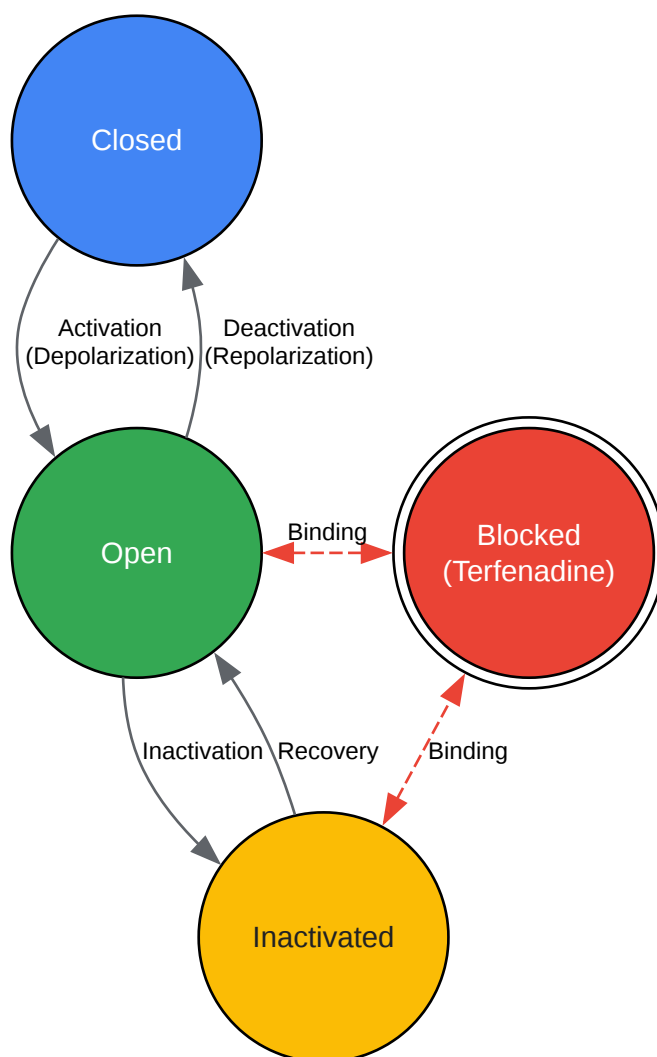 Closed
Activation
(Depolarization)
Deactivation
(Repolarization)
Open
Binding
Blocked
(Terfenadine)
Inactivation
Recovery
Binding
Inactivated